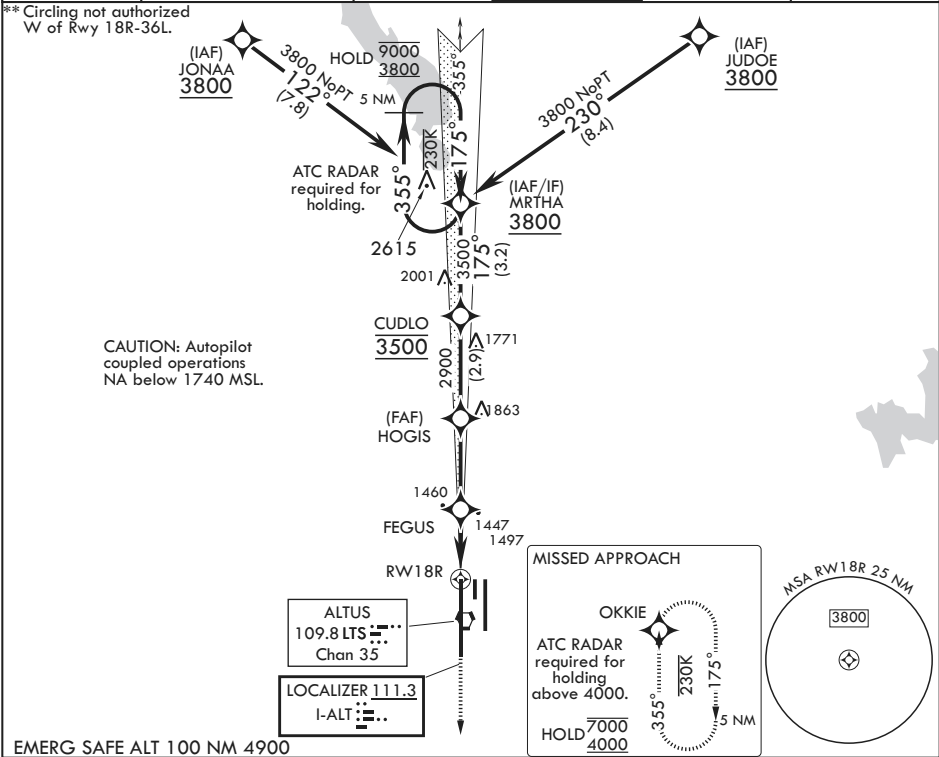 ** Circling not authorized
W of Rwy 18R-36L.
(IAF)
JONAA
3800
3800 NoPT
122°
(7.8)
HOLD 9000
3800
5 NM
355°
(IAF)
JUDOE
3800
3800 NoPT
230°
(8.4)
230K
175°
355°
ATC RADAR
required for
holding.
2615
(IAF/IF)
MRTHA
3800
3500
175°
(3.2)
2001
CUDLO
3500
1771
2900
(2.9)
CAUTION: Autopilot
coupled operations
NA below 1740 MSL.
1863
(FAF)
HOGIS
1460
FEGUS
1447
1497
RW18R
ALTUS
109.8 LTS
Chan 35
LOCALIZER 111.3
I-ALT
MISSED APPROACH
OKKIE
ATC RADAR
required for
holding
above 4000.
HOLD 7000
4000
355°
230K
175°
5 NM
MSA RW18R 25 NM
3800
EMERG SAFE ALT 100 NM 4900